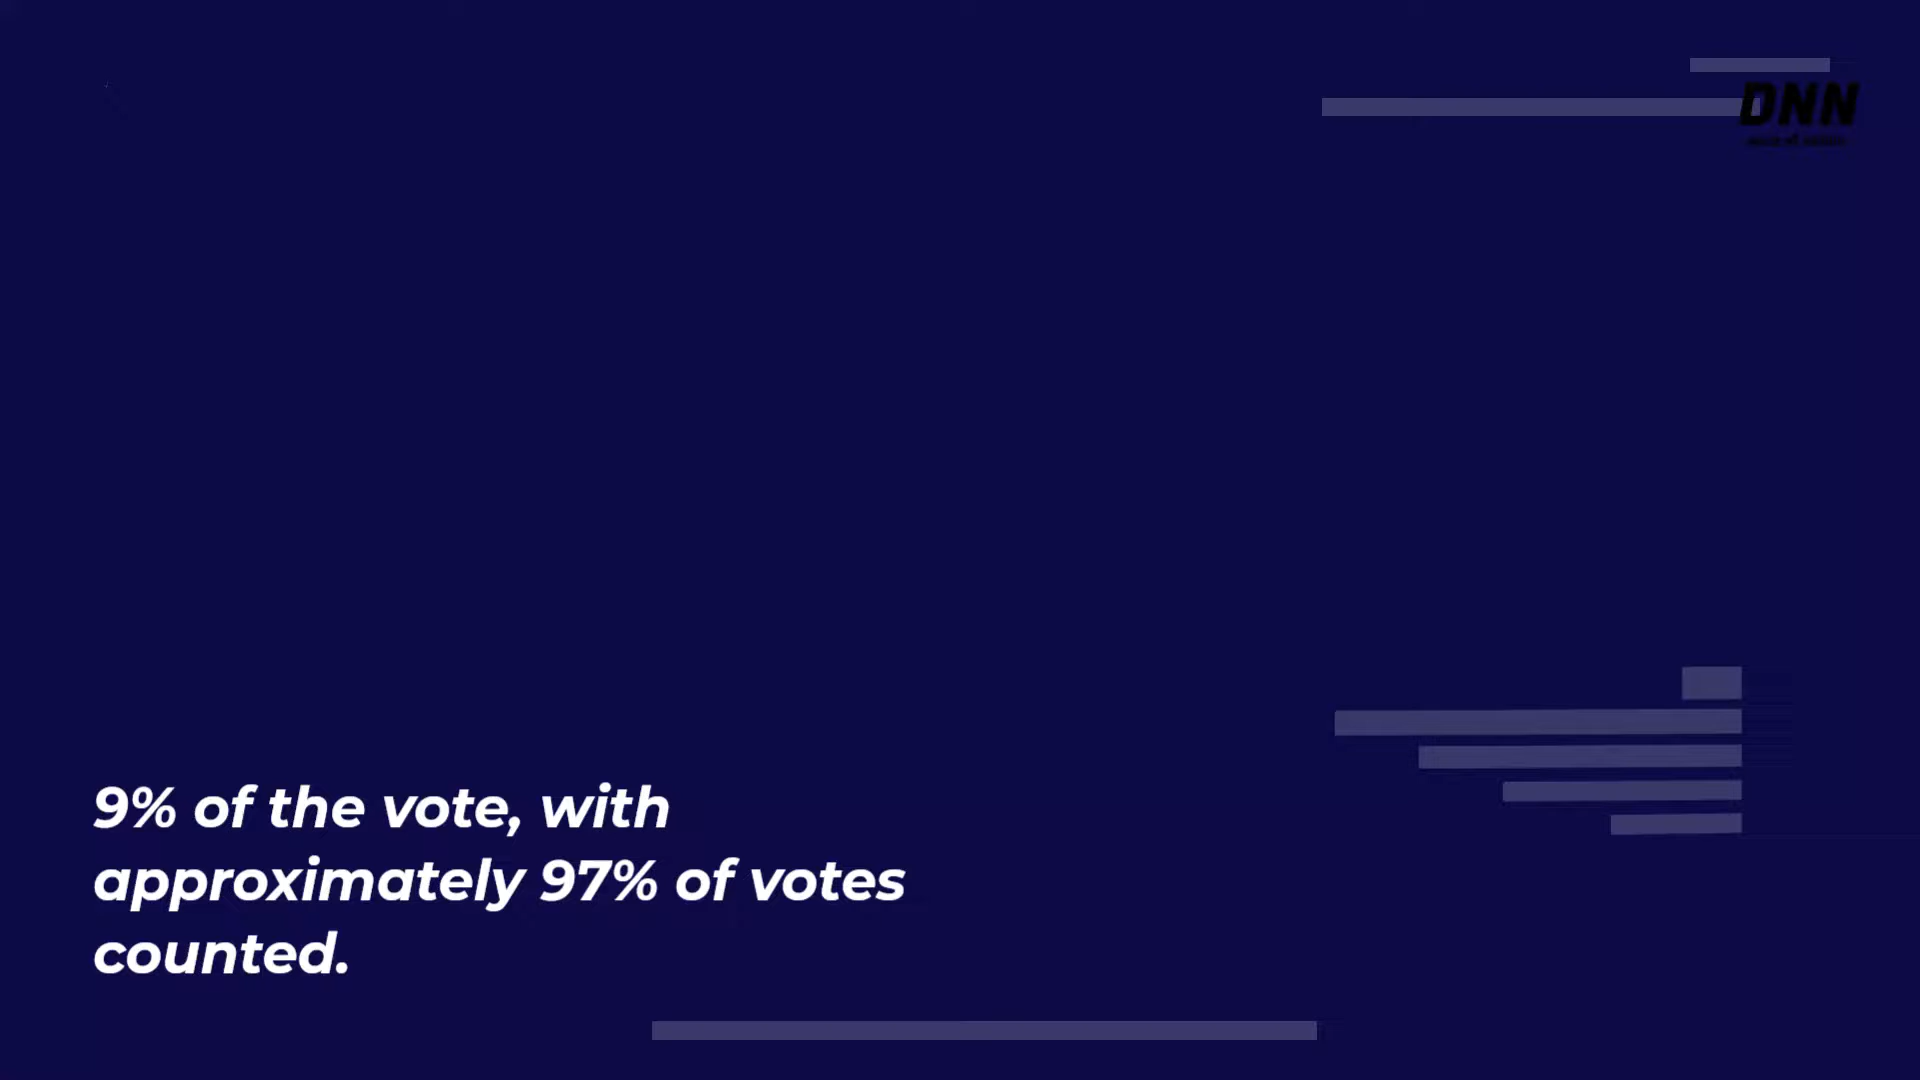 DNN
9% of the vote, with
approximately 97% of votes
counted.